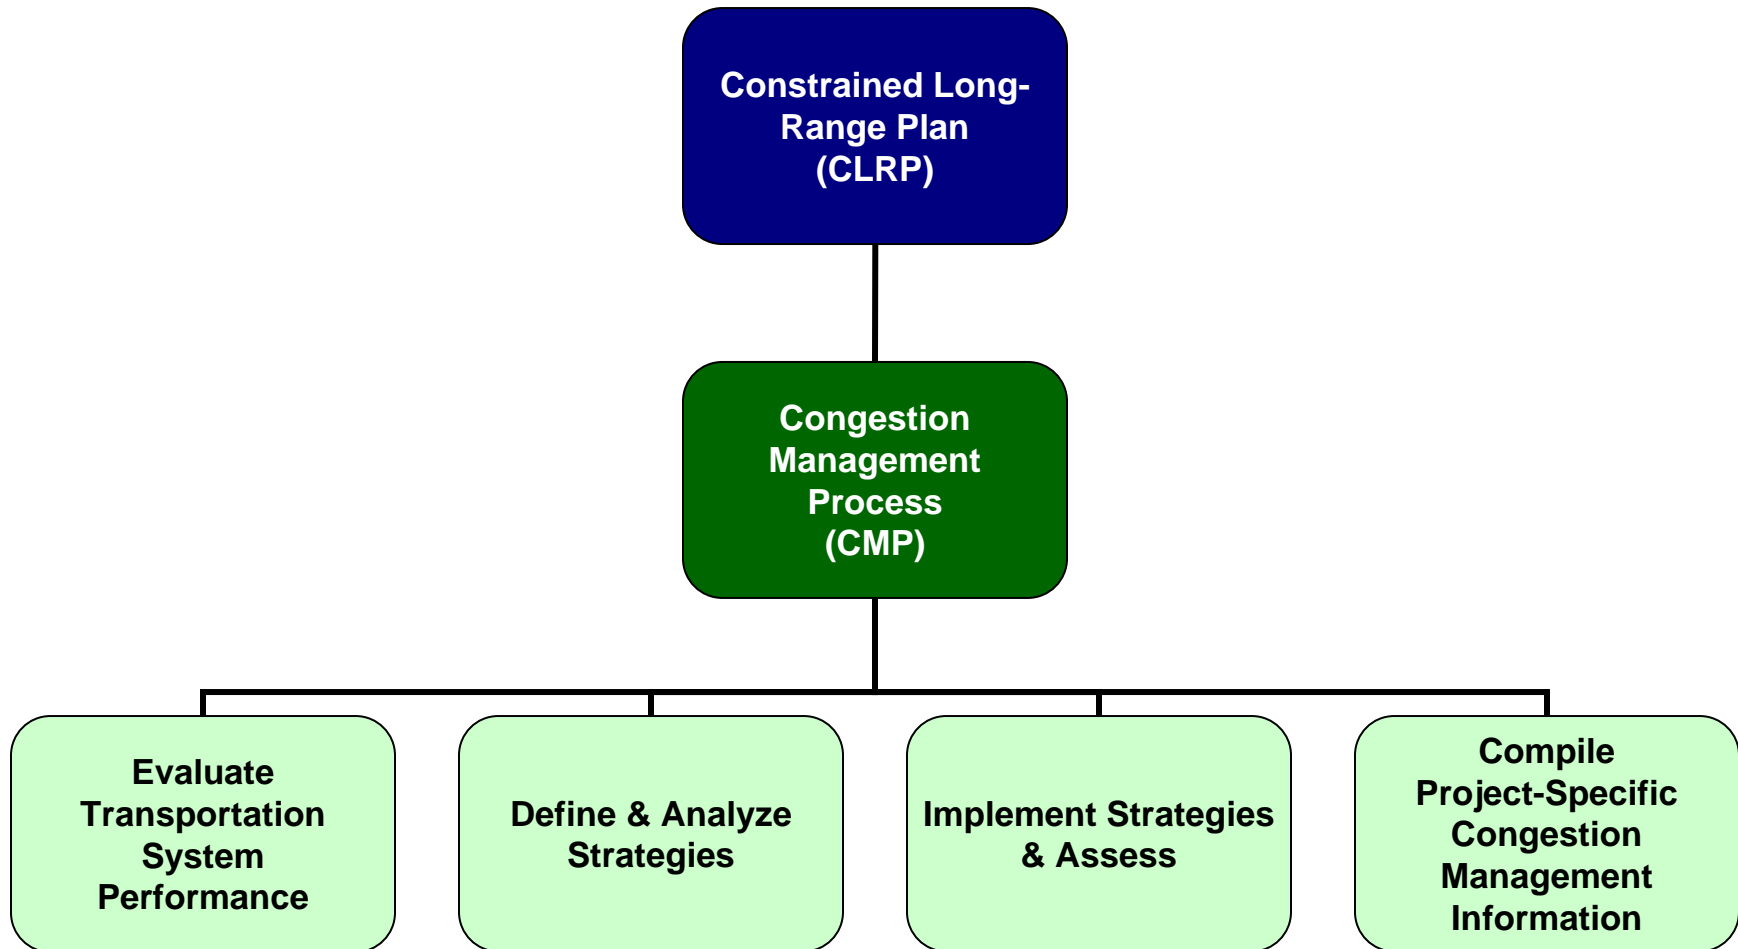 Constrained Long-
Range Plan
(CLRP)
Congestion
Management
Process
(CMP)
Evaluate
Transportation
System
Performance
Define & Analyze
Strategies
Implement Strategies
& Assess
Compile
Project-Specific
Congestion
Management
Information